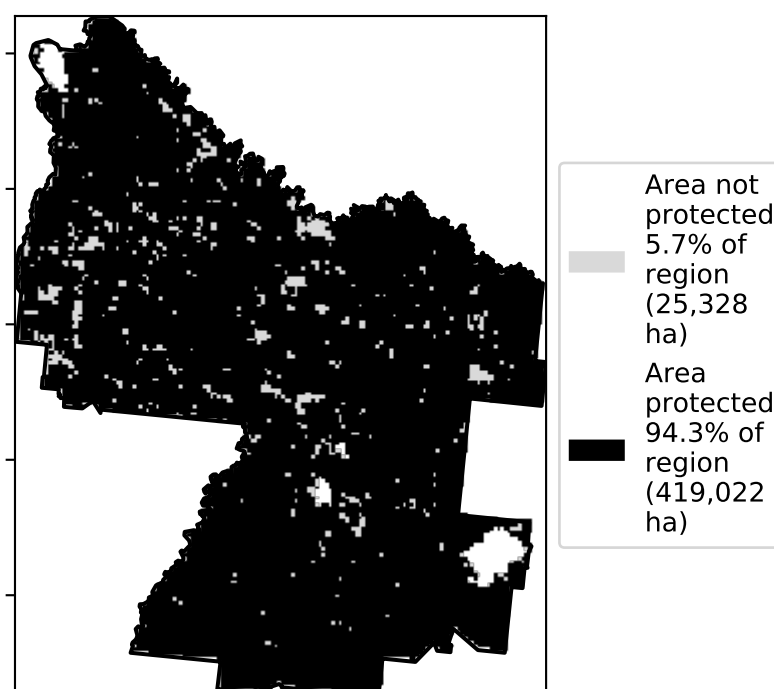 Area not
protected
5.7% of
region
(25,328
ha)
Area
protected
94.3% of
region
(419,022
ha)